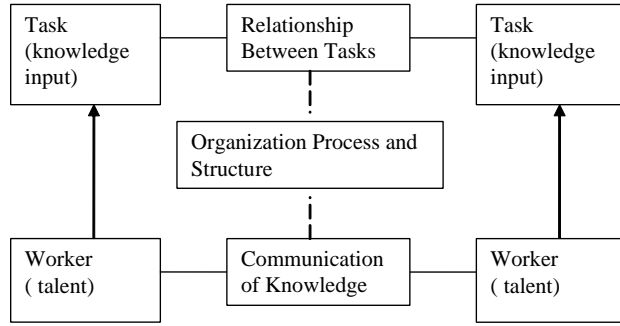 Task
(knowledge
input)
Relationship
Between Tasks
Task
(knowledge
input)
Organization Process and
Structure
Worker
( talent)
Communication
of Knowledge
Worker
( talent)